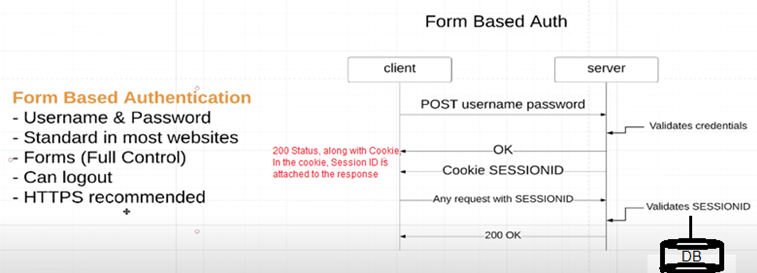 Form Based Auth
Form Based Authentication
- Username & Password
- Standard in most websites
- Forms (Full Control)
- Can logout
- HTTPS recommended
client
server
POST username password
Validates credentials
200 Status, along with Cookie,
In the cookie, Session ID is
attached to the response
OK
Cookie SESSIONID
Any request with SESSIONID
Validates SESSIONID
200 OK
DB